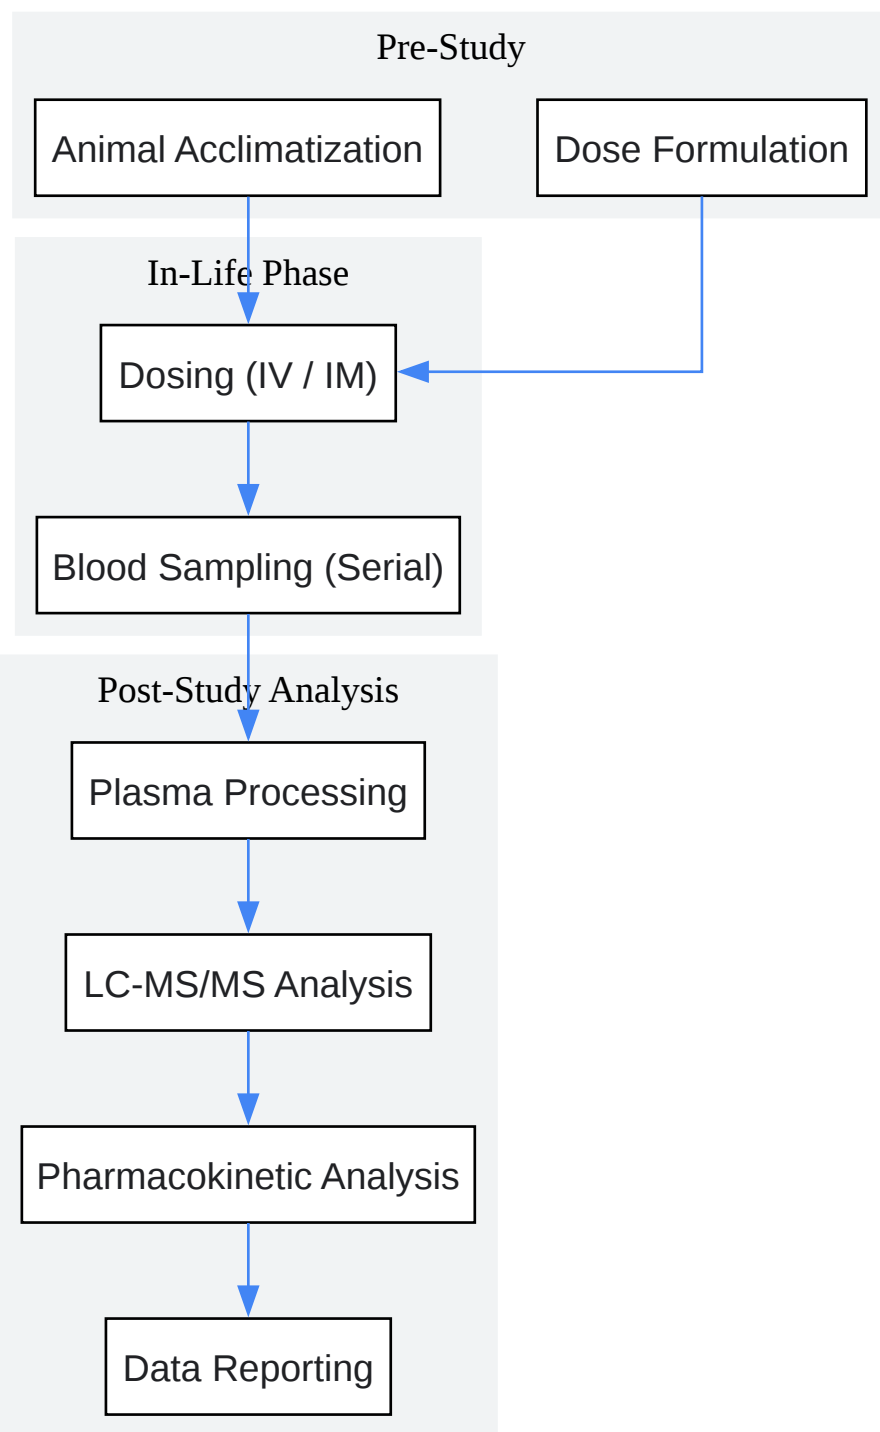 Pre-Study
Animal Acclimatization
Dose Formulation
In-Life Phase
Dosing (IV / IM)
Blood Sampling (Serial)
Post-Study Analysis
Plasma Processing
LC-MS/MS Analysis
Pharmacokinetic Analysis
Data Reporting